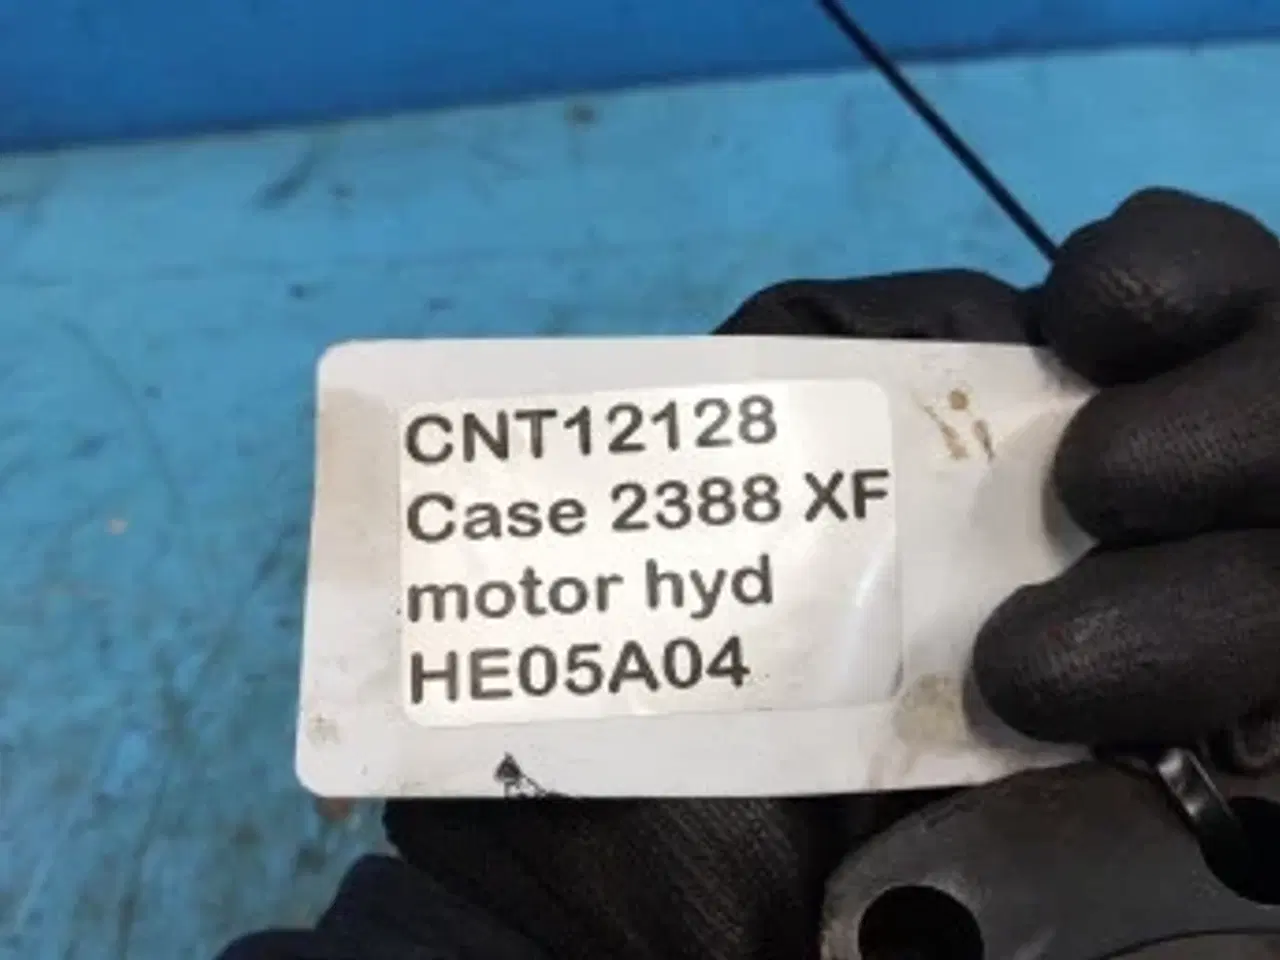 CNT12128
Case 2388 XF
motor hyd
HE05A04